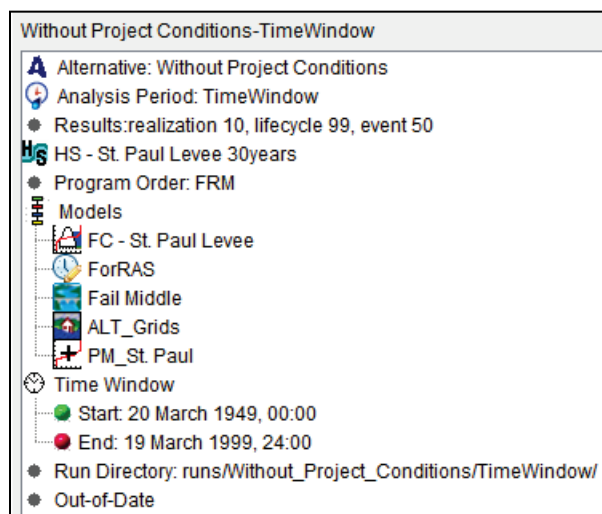 Without Project Conditions-TimeWindow
Alternative: Without Project Conditions
Analysis Period: TimeWindow
Results:realization 10, lifecycle 99, event 50
HS HS - St. Paul Levee 30years
Program Order: FRM
Models
FC - St. Paul Levee
ForRAS
Fail Middle
ALT_Grids
PM_St. Paul
Time Window
Start: 20 March 1949, 00:00
End: 19 March 1999, 24:00
Run Directory: runs/Without_Project_Conditions/TimeWindow/
Out-of-Date